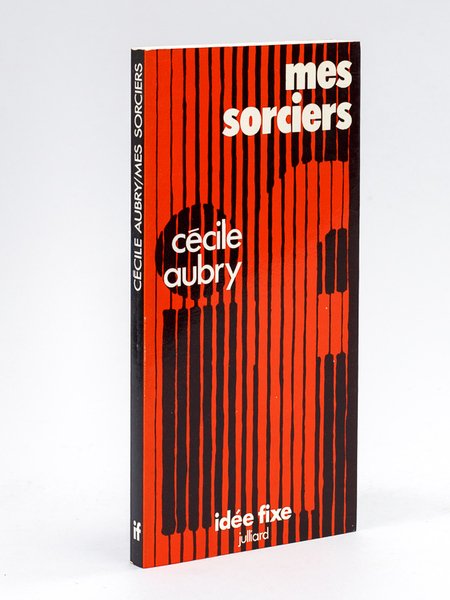 mes
sorciers
cécile
aubry
idée fixe
julliard
CÉCILE AUBRY/MES SORCIERS
if